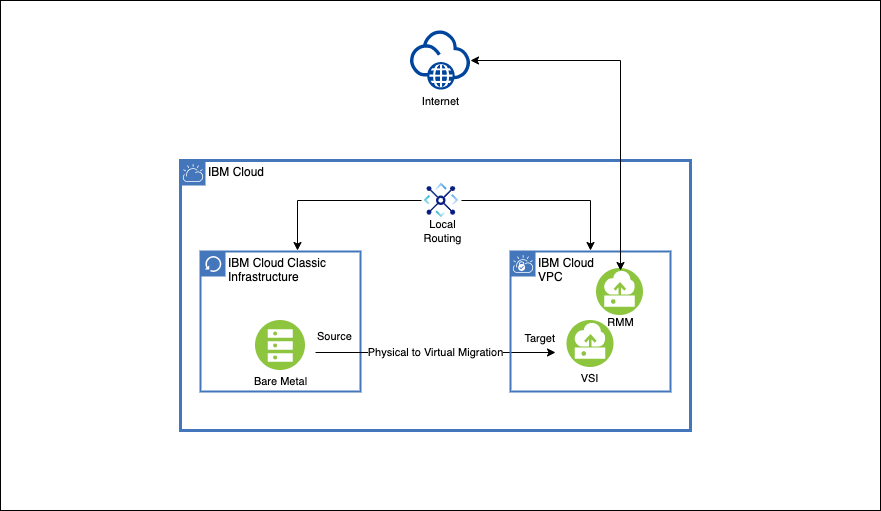 Internet
IBM Cloud
Local
Routing
IBM Cloud Classic
Infrastructure
IBM Cloud
VPC
RMM
Source
Target
Physical to Virtual Migration
Bare Metal
VSI